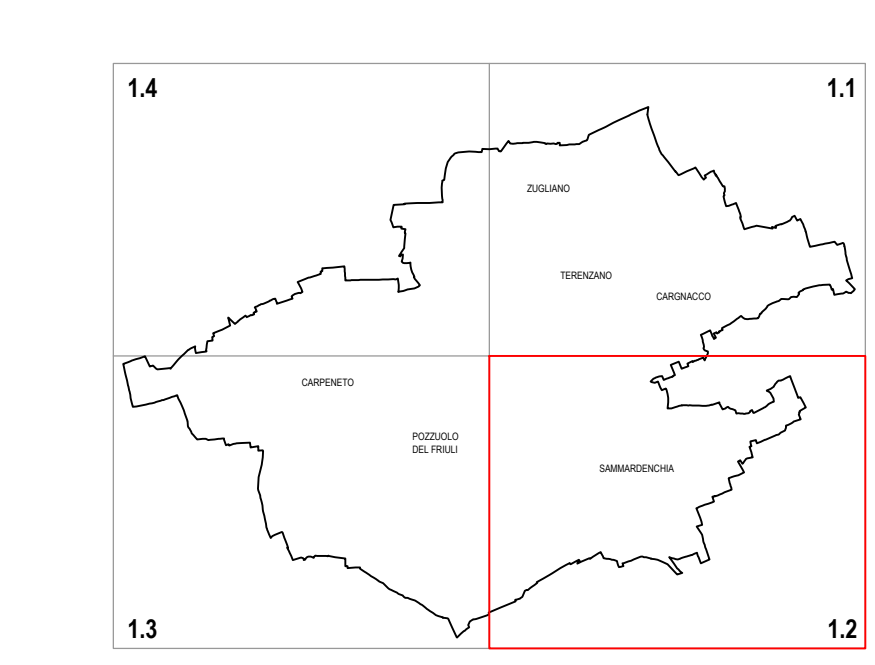 1.4
1.1
ZUGLIANO
TERENZANO
CARGNACCO
CARPENETO
POZZUOLO
DEL FRIULI
SAMMARDENCHIA
1.3
1.2